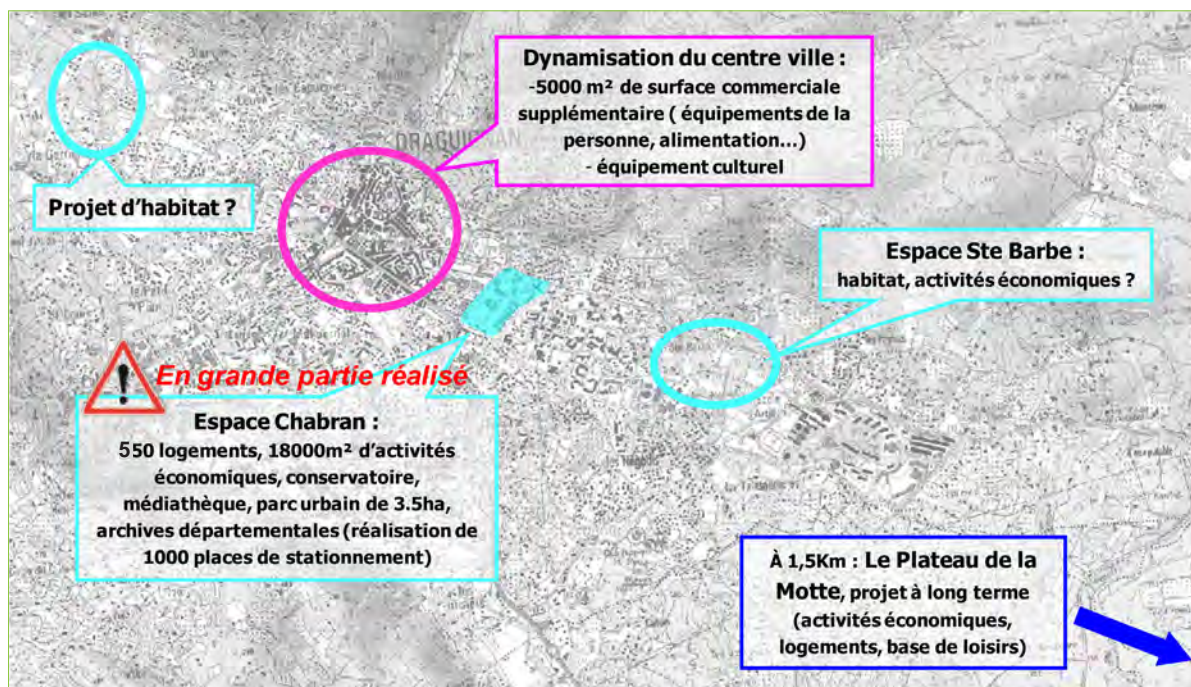 Dynamisation du centre ville :
-5000 m² de surface commerciale
supplémentaire ( équipements de la
personne, alimentation...)
- équipement culturel
DRAGUIGNAN
Projet d'habitat ?
Espace Ste Barbe :
habitat, activités économiques ?
En grande partie réalisé
Espace Chabran :
550 logements, 18000m² d'activités
économiques, conservatoire,
médiathèque, parc urbain de 3.5ha,
archives départementales (réalisation de
1000 places de stationnement)
À 1,5Km : Le Plateau de la
Motte, projet à long terme
(activités économiques,
logements, base de loisirs)